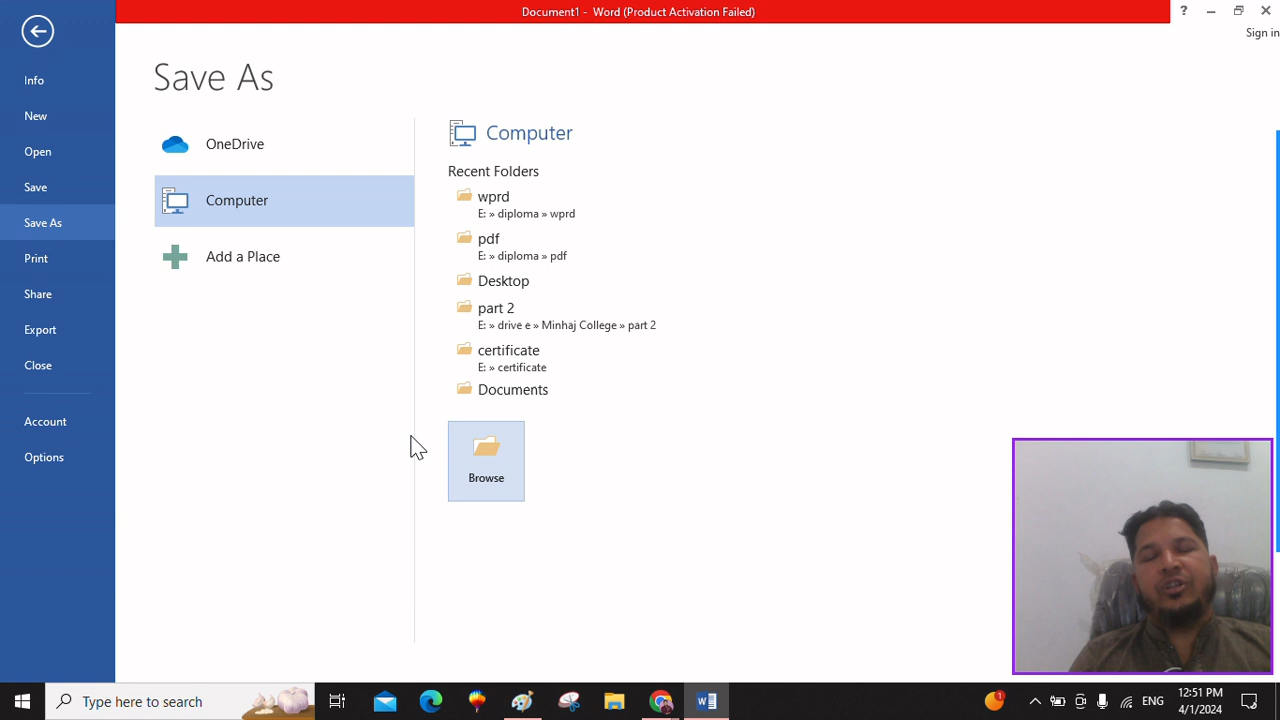 Document1 - Word (Product Activation Failed)
?
Sign in
Info
New
Open
Save
Save As
Print
Share
Export
Close
Account
Options
Save As
OneDrive
Computer
Add a Place
Computer
Recent Folders
wprd
E: » diploma » wprd
pdf
E: » diploma » pdf
Desktop
part 2
E: » drive e » Minhaj College » part 2
certificate
E: » certificate
Documents
Browse
Type here to search
1
ENG
12:51 PM
4/1/2024